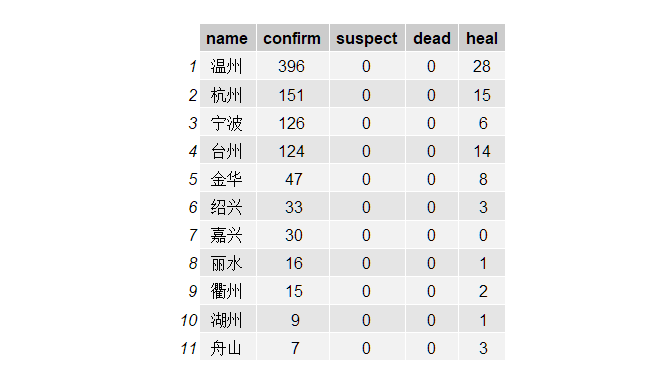 name confirm suspect dead heal
1 温州 396 0 0 28
2 杭州 151 0 0 15
3 宁波 126 0 0 6
4 台州 124 0 0 14
5 金华 47 0 0 8
6 绍兴 33 0 0 3
7 嘉兴 30 0 0 0
8 丽水 16 0 0 1
9 衢州 15 0 0 2
10 湖州 9 0 0 1
11 舟山 7 0 0 3